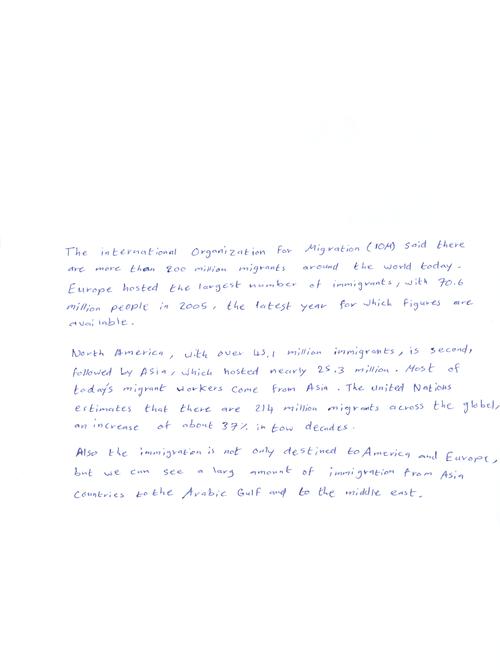 The international Organization For Migration (IOM) said there
are more than 200 million migrants around the world today.
Europe hosted the largest number of immigrants, with 70.6
million people in 2005, the latest year for which figures are
available.
North America, with over 45.1 million immigrants, is second,
followed by Asia, which hosted nearly 25.3 million. Most of
today's migrant workers come from Asia. The United Nations
estimates that there are 214 million migrants across the globe,
an increase of about 37% in tow decades.
Also the immigration is not only destined to America and Europe,
but we can see a larg amount of immigration from Asia
countries to the Arabic Gulf and to the middle east.